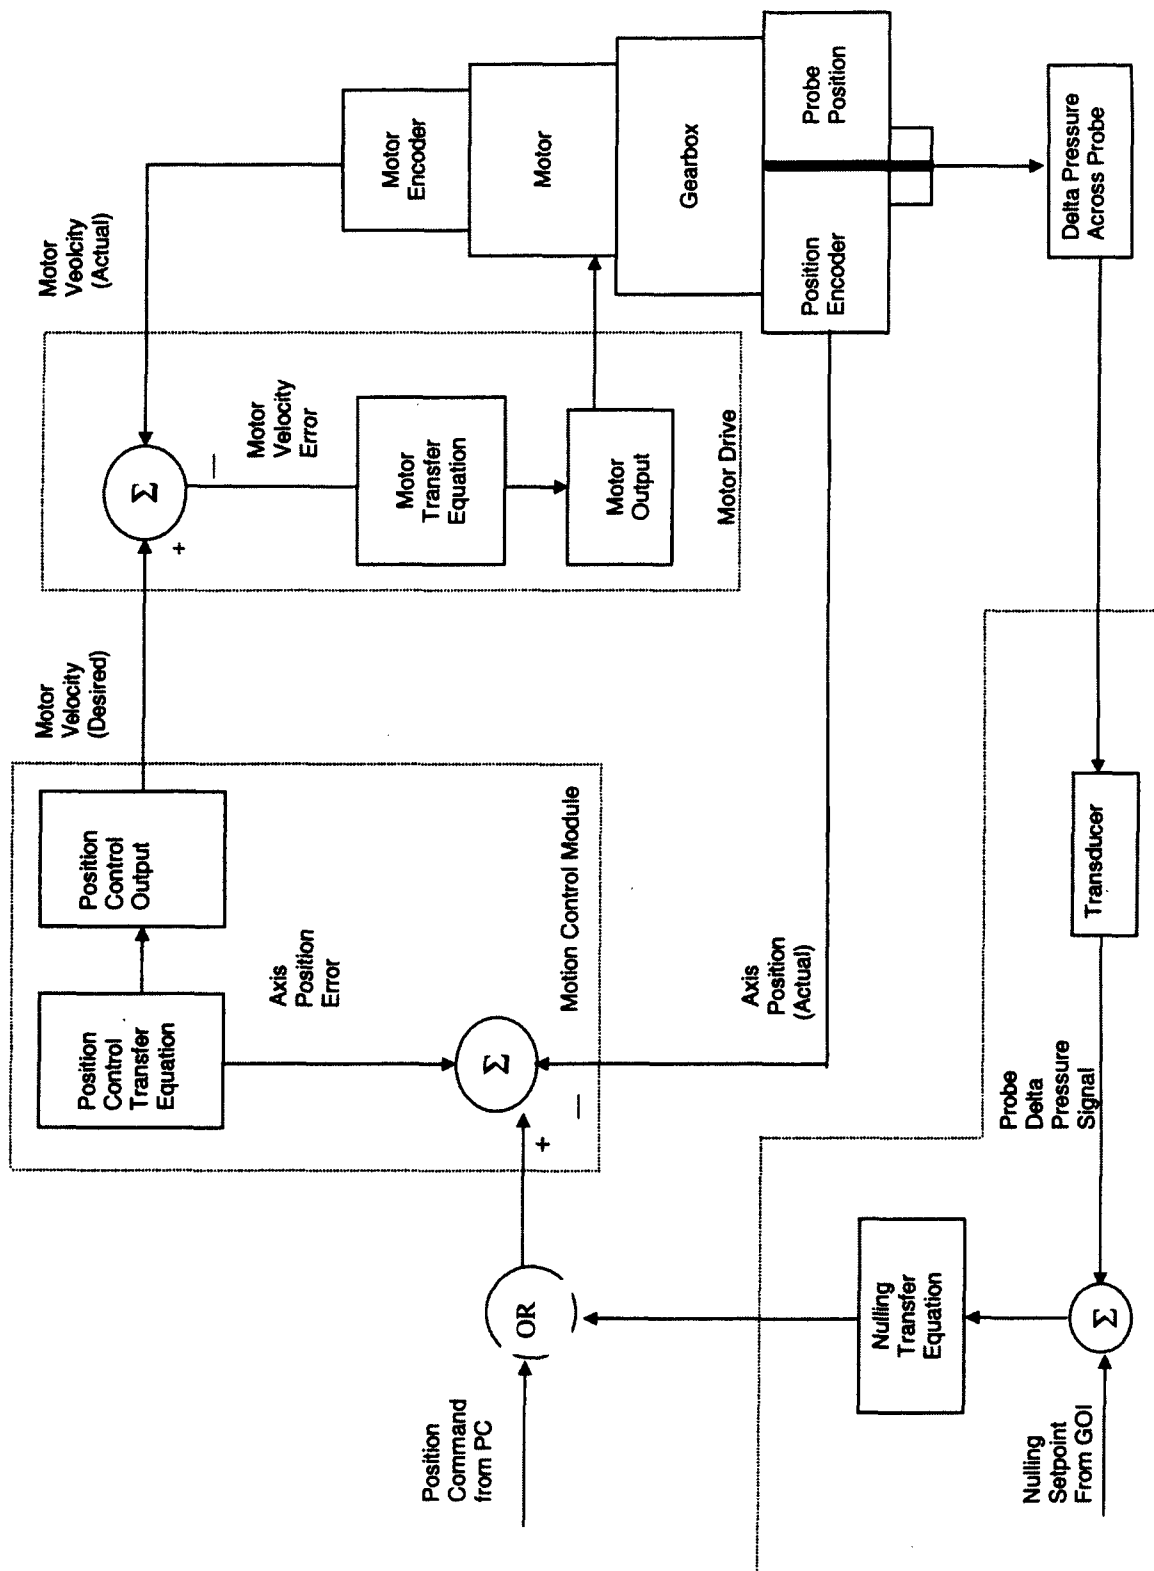 Position
Command
from PC
OR
+
—
Σ
Axis
Position
Error
Position
Control
Transfer
Equation
Position
Control
Output
Motion Control Module
Motor
Velocity
(Desired)
+
Σ
—
Motor
Velocity
Error
Motor
Transfer
Equation
Motor
Output
Motor Drive
Motor
Veolcity
(Actual)
Motor
Encoder
Motor
Gearbox
Position
Encoder
Probe
Position
Axis
Position
(Actual)
Delta Pressure
Across Probe
Transducer
Probe
Delta
Pressure
Signal
Σ
Nulling
Transfer
Equation
Nulling
Setpoint
From GOI